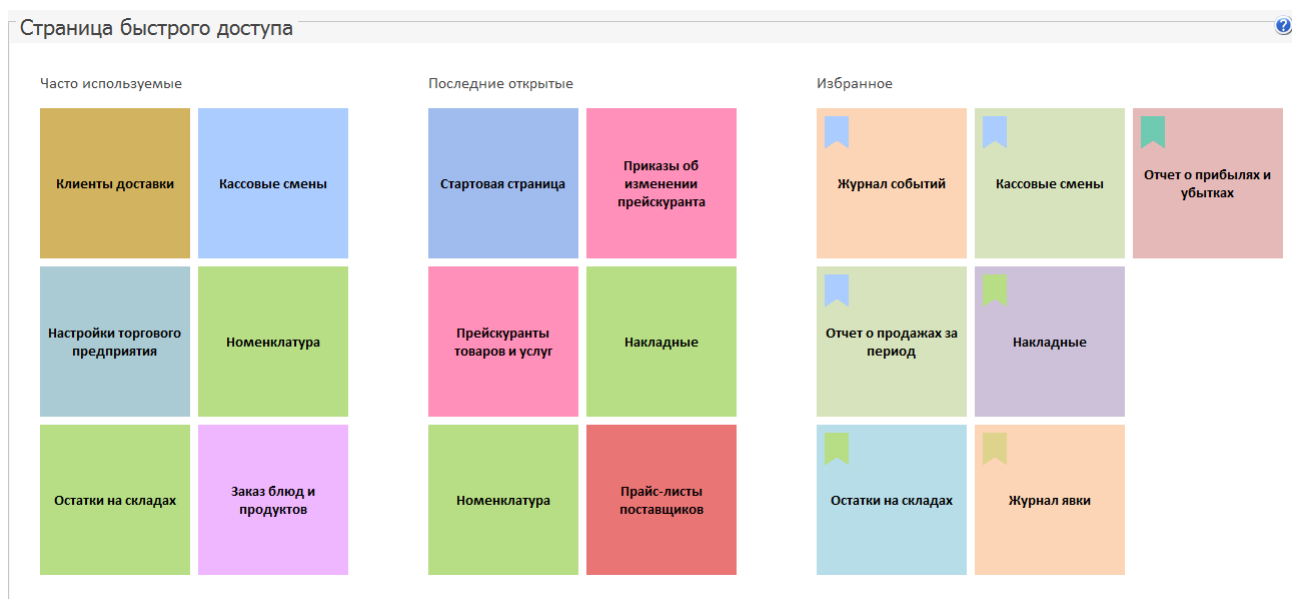 Страница быстрого доступа
?
Часто используемые
Клиенты доставки
Кассовые смены
Настройки торгового
предприятия
Номенклатура
Остатки на складах
Заказ блюд и
продуктов
Последние открытые
Стартовая страница
Приказы об
изменении
прейскуранта
Прейскуранты
товаров и услуг
Накладные
Номенклатура
Прайс-листы
поставщиков
Избранное
Журнал событий
Кассовые смены
Отчет о прибылях и
убытках
Отчет о продажах за
период
Накладные
Остатки на складах
Журнал явки